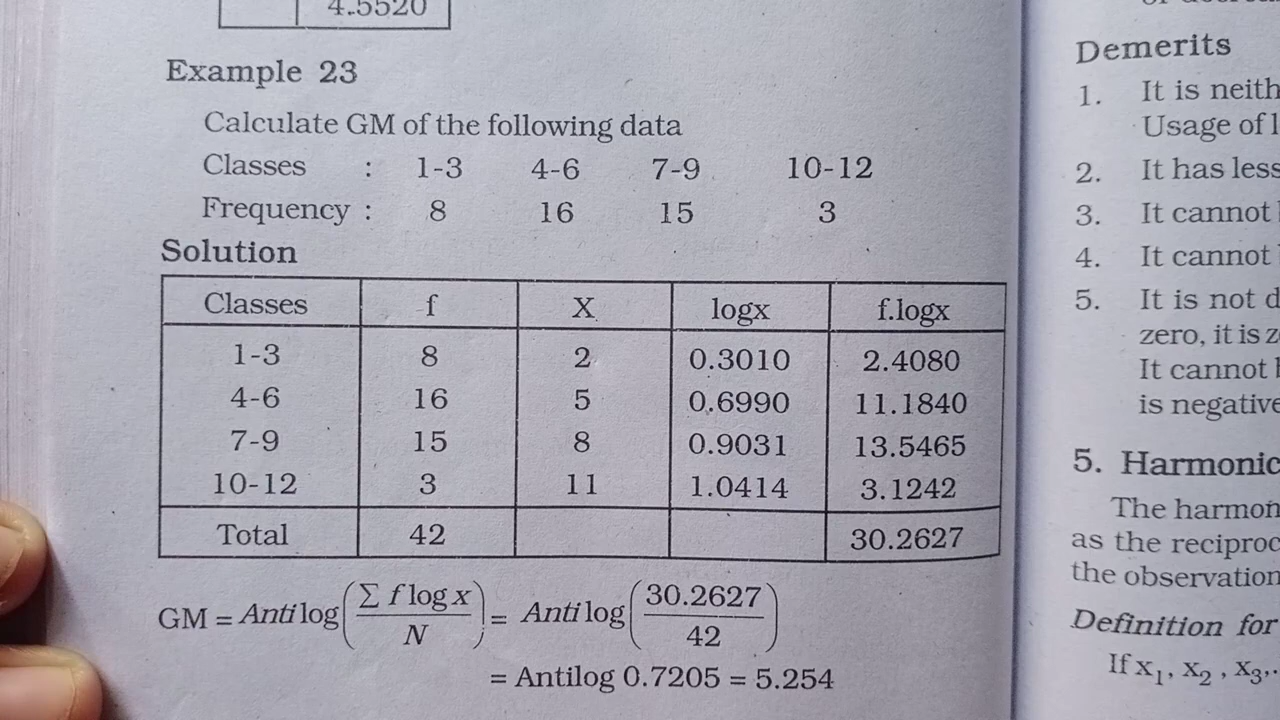 4.5520
Example 23
Calculate GM of the following data
Classes : 1-3 4-6 7-9 10-12
Frequency : 8 16 15 3
Solution
Classes f X logx f.logx
1-3 8 2 0.3010 2.4080
4-6 16 5 0.6990 11.1840
7-9 15 8 0.9031 13.5465
10-12 3 11 1.0414 3.1242
Total 42 30.2627
GM = Antilog(∑ f log x / N) = Antilog(30.2627 / 42)
= Antilog 0.7205 = 5.254
Demerits
1. It is neith
Usage of l
2. It has less
3. It cannot
4. It cannot
5. It is not d
zero, it is z
It cannot
is negative
5. Harmonic
The harmon
as the reciproc
the observation
Definition for
If x₁, x₂, x₃,.